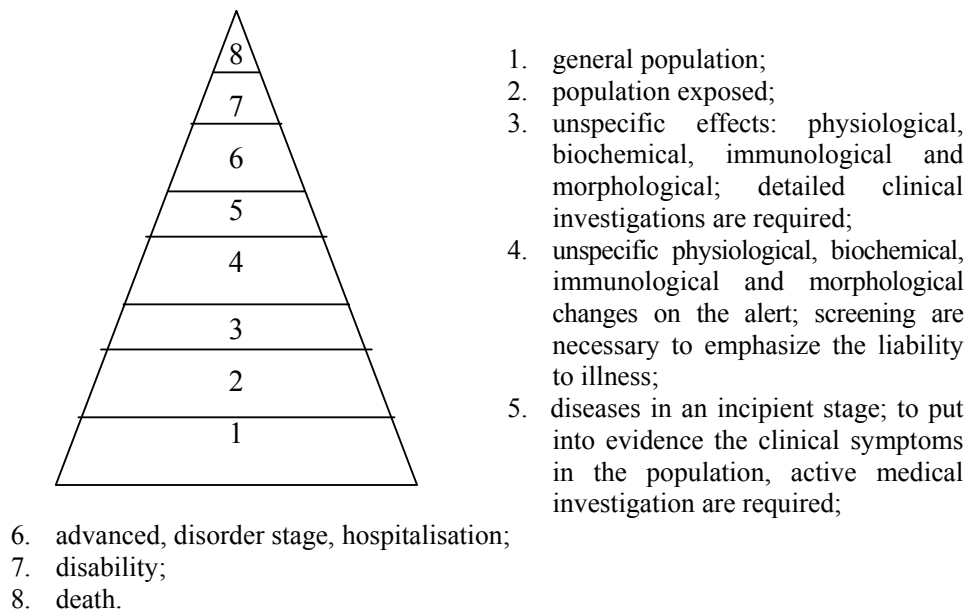 8
7
6
5
4
3
2
1
1. general population;
2. population exposed;
3. unspecific effects: physiological,
biochemical, immunological and
morphological; detailed clinical
investigations are required;
4. unspecific physiological, biochemical,
immunological and morphological
changes on the alert; screening are
necessary to emphasize the liability
to illness;
5. diseases in an incipient stage; to put
into evidence the clinical symptoms
in the population, active medical
investigation are required;
6. advanced, disorder stage, hospitalisation;
7. disability;
8. death.